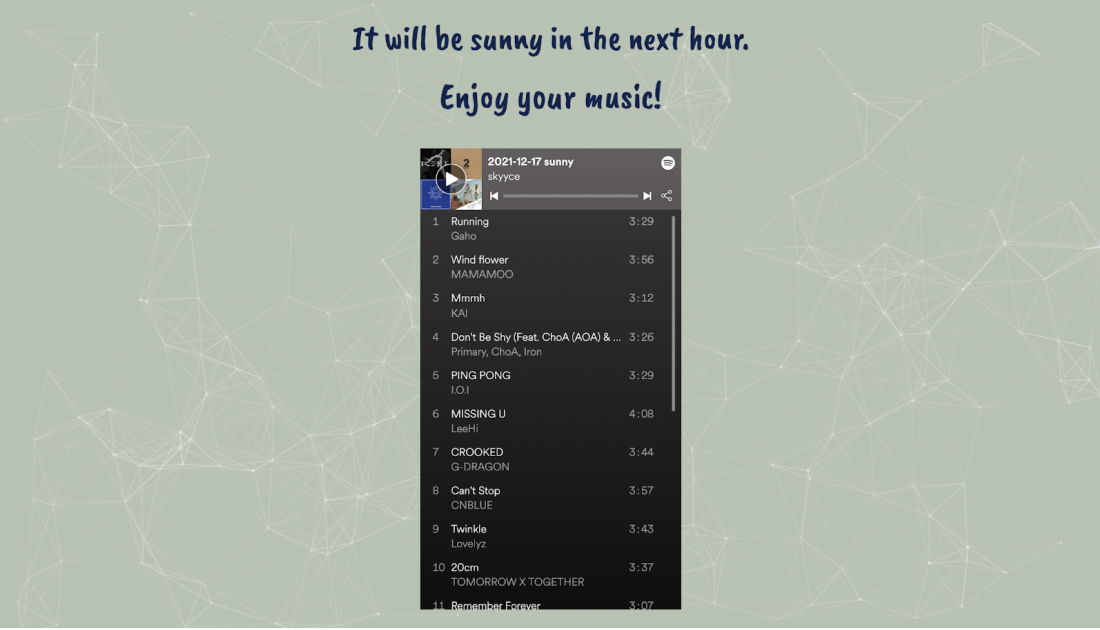 It will be sunny in the next hour.
Enjoy your music!
2
2021-12-17 sunny
skyyce
1 Running 3:29
Gaho
2 Wind flower 3:56
MAMAMOO
3 Mmmh 3:12
KAI
4 Don't Be Shy (Feat. ChoA (AOA) & ... 3:26
Primary, ChoA, Iron
5 PING PONG 3:29
I.O.I
6 MISSING U 4:08
LeeHi
7 CROOKED 3:44
G-DRAGON
8 Can't Stop 3:57
CNBLUE
9 Twinkle 3:43
Lovelyz
10 20cm 3:37
TOMORROW X TOGETHER
11 Remember Forever 3:07